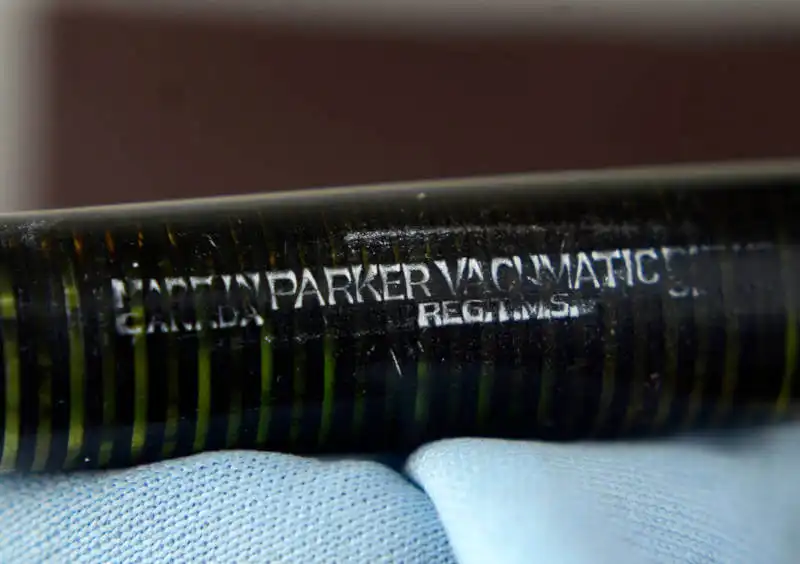 MADE IN PARKER VACUMATIC
CANADA REG.T.M.S.